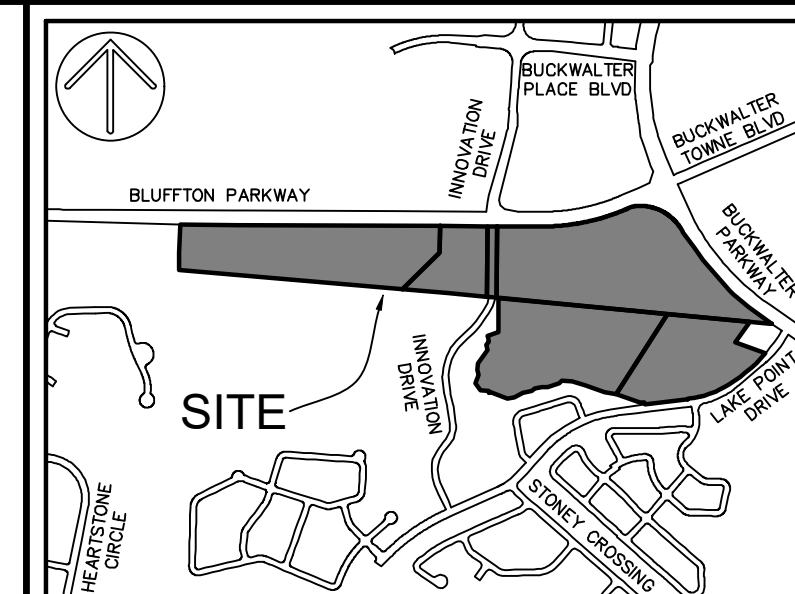 BUCKWALTER
PLACE BLVD
BUCKWALTER
TOWNE BLVD
INNOVATION
DRIVE
BLUFFTON PARKWAY
BUCKWALTER
PARKWAY
INNOVATION
DRIVE
SITE
LAKE POINT
DRIVE
HEARTSTONE
CIRCLE
STONEY CROSSING